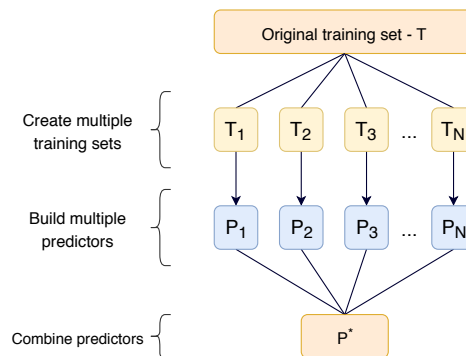 Original training set - T
Create multiple
training sets
T1 T2 T3 ... TN
Build multiple
predictors
P1 P2 P3 ... PN
Combine predictors
P*